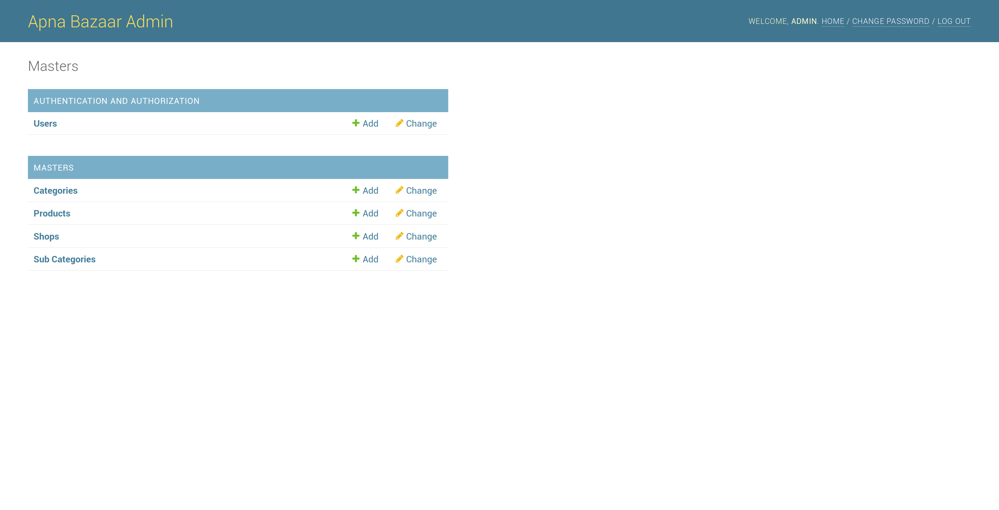 Apna Bazaar Admin
WELCOME, ADMIN. HOME / CHANGE PASSWORD / LOG OUT
Masters
AUTHENTICATION AND AUTHORIZATION
Users Add Change
MASTERS
Categories Add Change
Products Add Change
Shops Add Change
Sub Categories Add Change